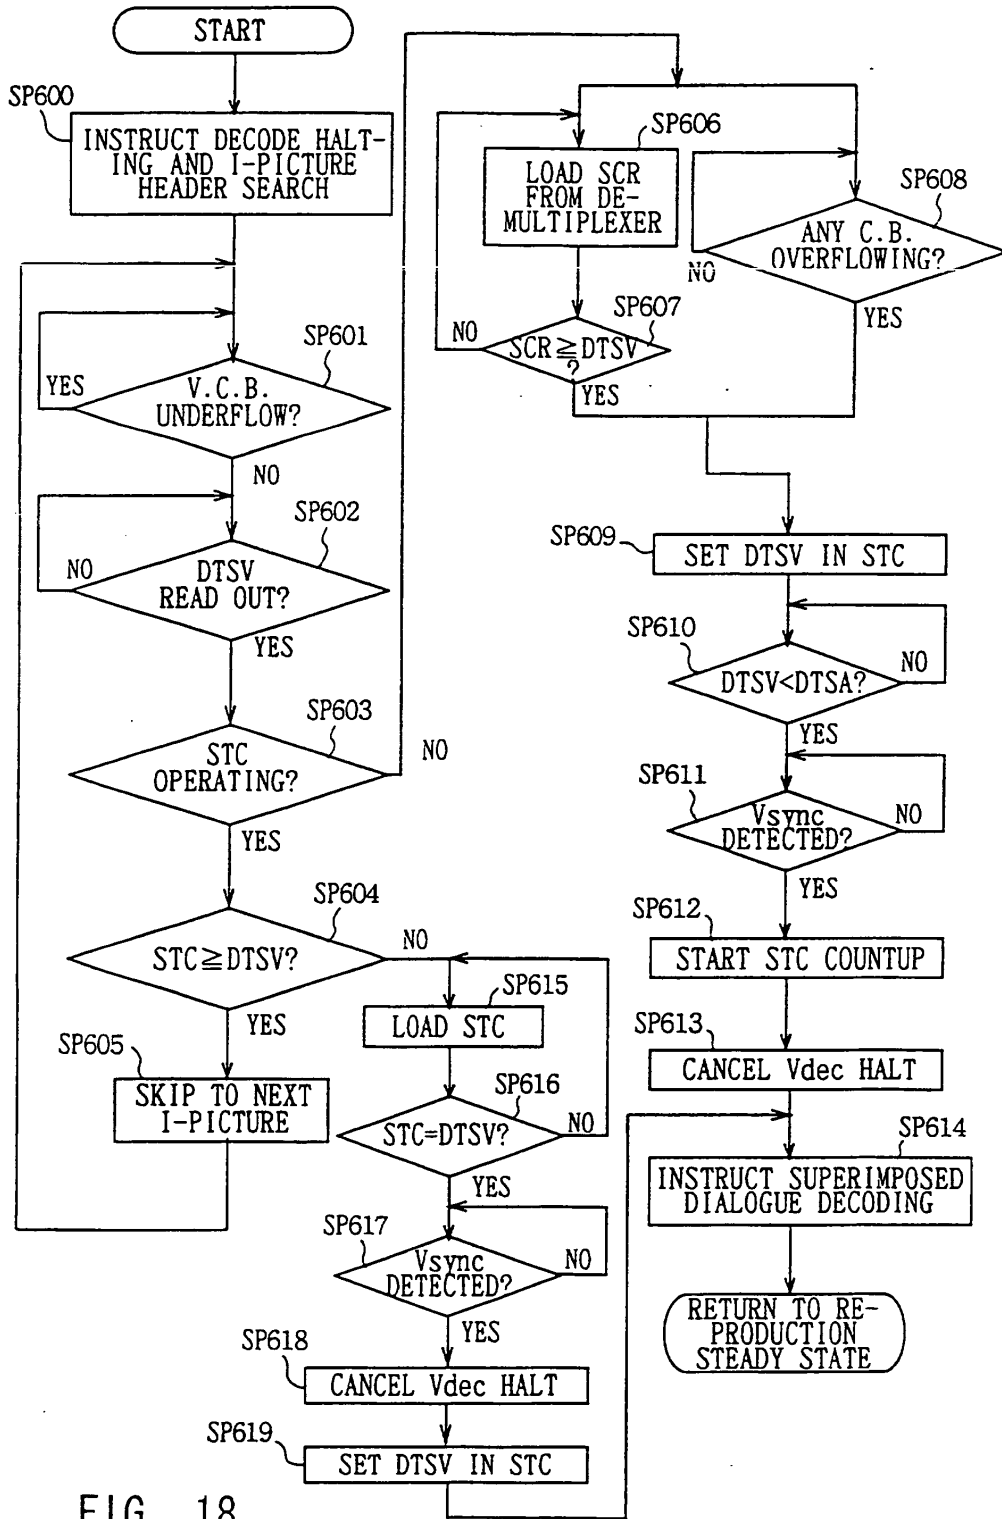 START
SP600
INSTRUCT DECODE HALT-
ING AND I-PICTURE
HEADER SEARCH
SP601
YES
V.C.B.
UNDERFLOW?
NO
SP602
NO
DTSV
READ OUT?
YES
SP603
STC
OPERATING?
NO
YES
SP604
STC≧DTSV?
NO
YES
SP605
SKIP TO NEXT
I-PICTURE
SP606
LOAD SCR
FROM DE-
MULTIPLEXER
SP607
NO
SCR≧DTSV
?
YES
SP608
ANY C.B.
OVERFLOWING?
NO
YES
SP609
SET DTSV IN STC
SP610
DTSV<DTSA?
NO
YES
SP611
Vsync
DETECTED?
NO
YES
SP612
START STC COUNTUP
SP613
CANCEL Vdec HALT
SP614
INSTRUCT SUPERIMPOSED
DIALOGUE DECODING
RETURN TO RE-
PRODUCTION
STEADY STATE
SP615
LOAD STC
SP616
STC=DTSV?
NO
YES
SP617
Vsync
DETECTED?
NO
YES
SP618
CANCEL Vdec HALT
SP619
SET DTSV IN STC
FIG. 18